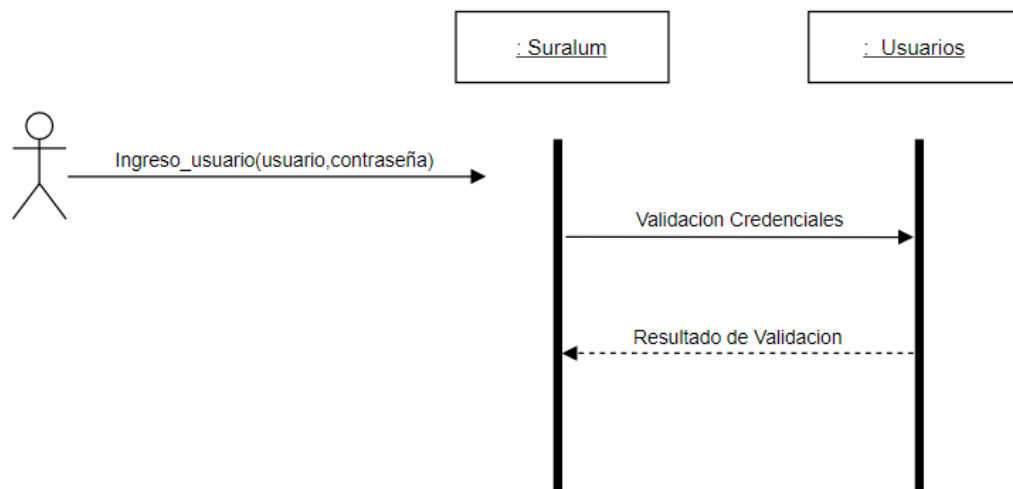 : Suralum
: Usuarios
Ingreso_usuario(usuario,contraseña)
Validacion Credenciales
Resultado de Validacion